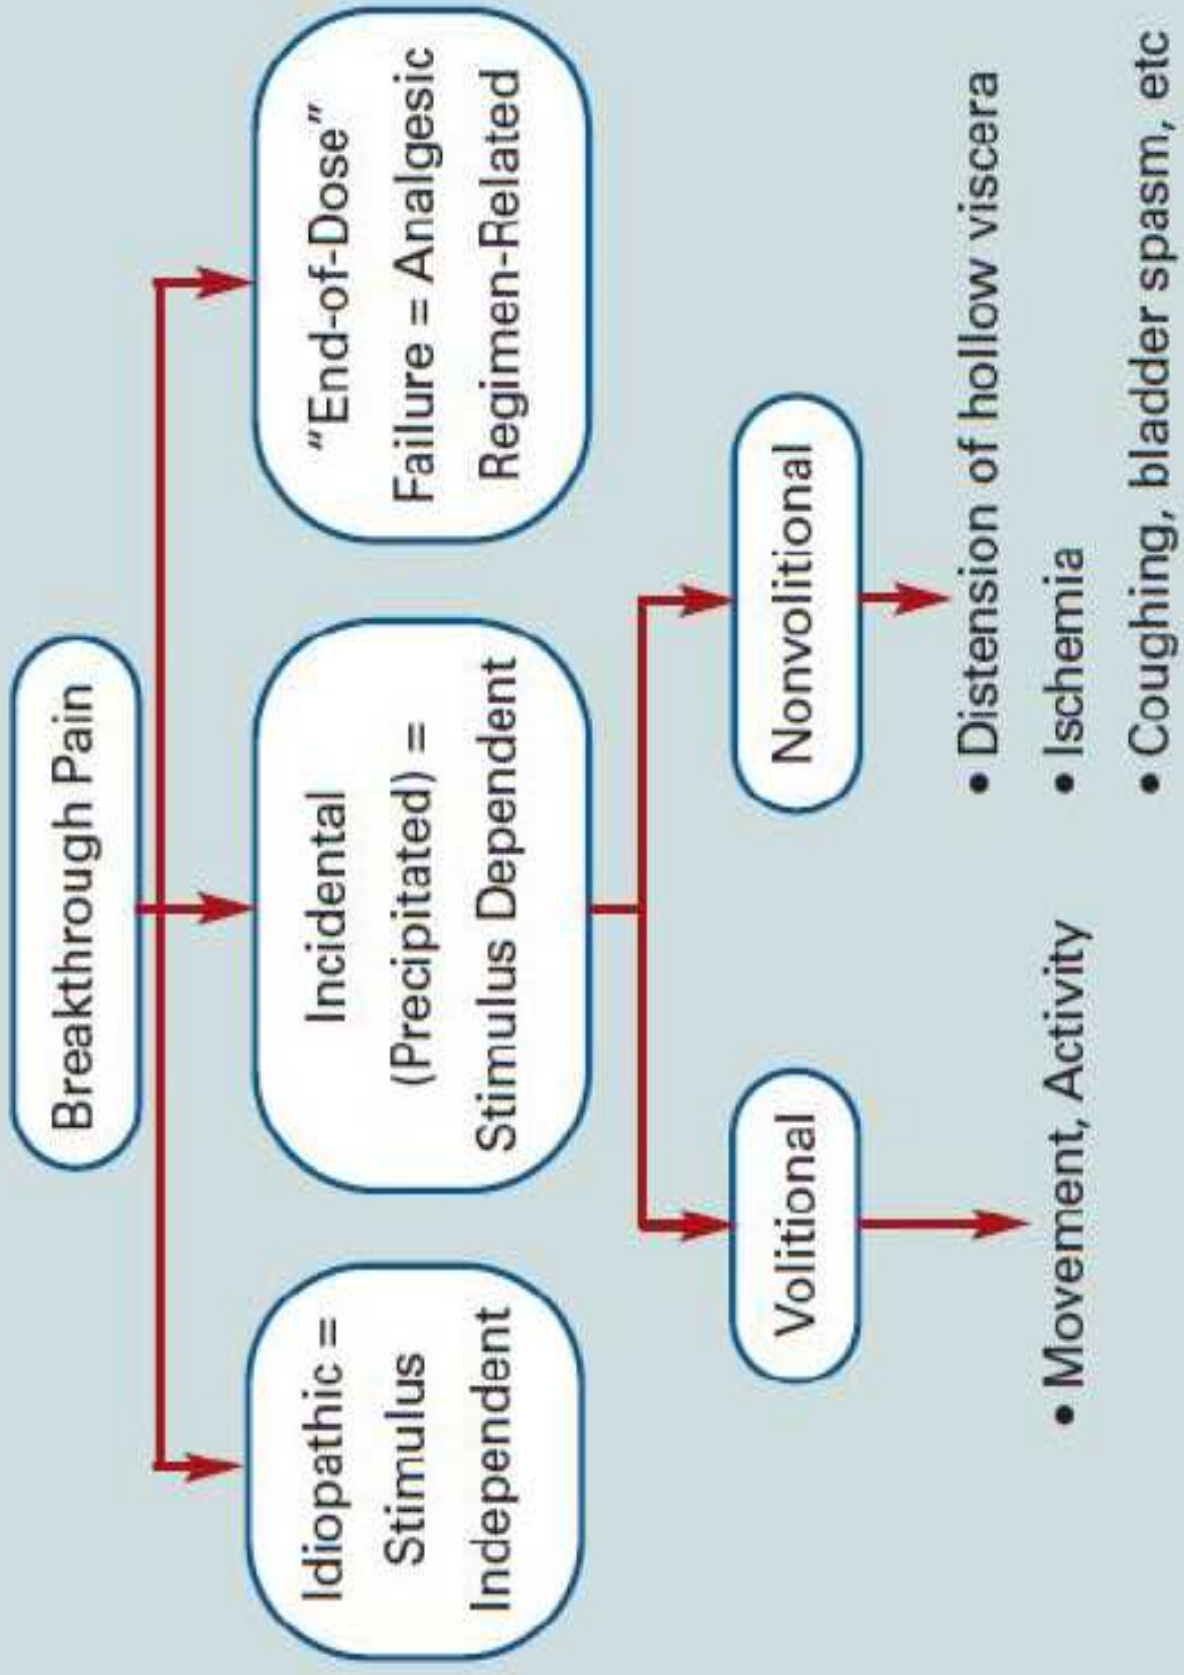 Breakthrough Pain
Idiopathic =
Stimulus
Independent
Incidental
(Precipitated) =
Stimulus Dependent
"End-of-Dose"
Failure = Analgesic
Regimen-Related
Volitional
Nonvolitional
• Movement, Activity
• Distension of hollow viscera
• Ischemia
• Coughing, bladder spasm, etc